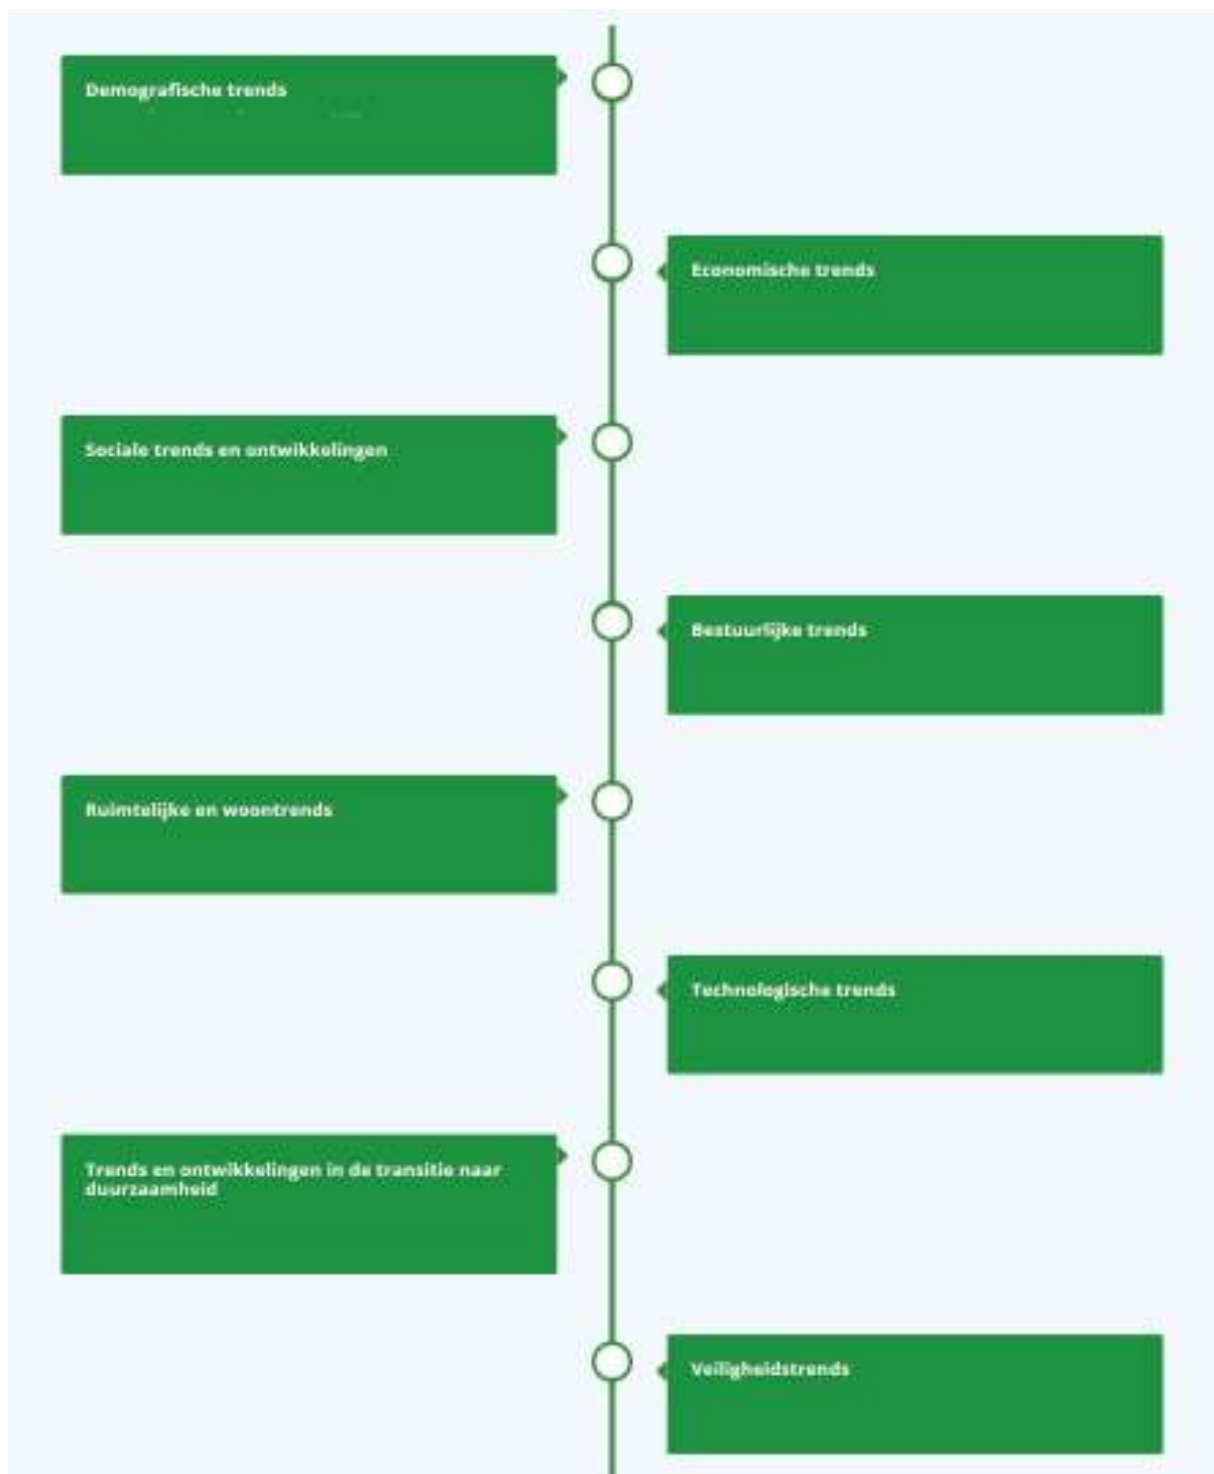 Demografische trends
Economische trends
Sociale trends en ontwikkelingen
Bestuurlijke trends
Ruimtelijke en woontrends
Technologische trends
Trends en ontwikkelingen in de transitie naar
duurzaamheid
Veiligheidstrends